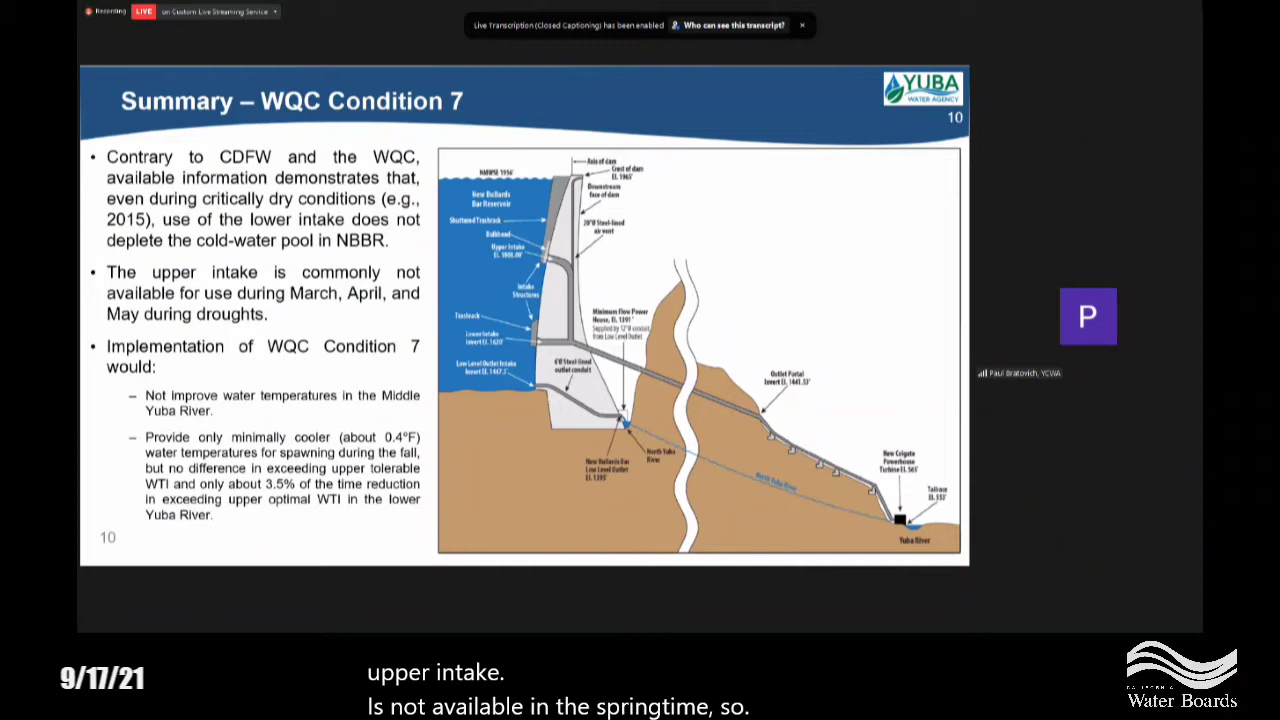 Recording LIVE on Custom Live Streaming Service
Live Transcription (Closed Captioning) has been enabled Who can see this transcript? ×
Summary – WQC Condition 7
YUBA
WATER AGENCY
10
• Contrary to CDFW and the WQC,
available information demonstrates that,
even during critically dry conditions (e.g.,
2015), use of the lower intake does not
deplete the cold-water pool in NBBR.
• The upper intake is commonly not
available for use during March, April, and
May during droughts.
• Implementation of WQC Condition 7
would:
– Not improve water temperatures in the Middle
Yuba River.
– Provide only minimally cooler (about 0.4°F)
water temperatures for spawning during the fall,
but no difference in exceeding upper tolerable
WTI and only about 3.5% of the time reduction
in exceeding upper optimal WTI in the lower
Yuba River.
10
Axis of dam
Crest of dam
El. 1965'
Downstream
face of dam
New Bullards
Bar Reservoir
Shuttered Trashrack
Steel-lined
air vent
Bulkhead
Upper Intake
Intake
Structures
Trashrack
Minimum Flow Power
House, El. 1391'
Supplied by 12"Ø conduit
from Low Level Outlet
Lower Intake
Invert El. 1620'
Low Level Outlet Intake
Invert El. 1447.5'
6'Ø Steel-lined
outlet conduit
Outlet Portal
Invert El. 1441.53'
New Bullards Bar
Low Level Outlet
El. 1395'
North Yuba
River
North Yuba River
New Colgate
Powerhouse
Turbine El. 565'
Tailrace
El. 553'
Yuba River
P
Paul Bratovich, YCWA
9/17/21
upper intake.
Is not available in the springtime, so.
CALIFORNIA
Water Boards